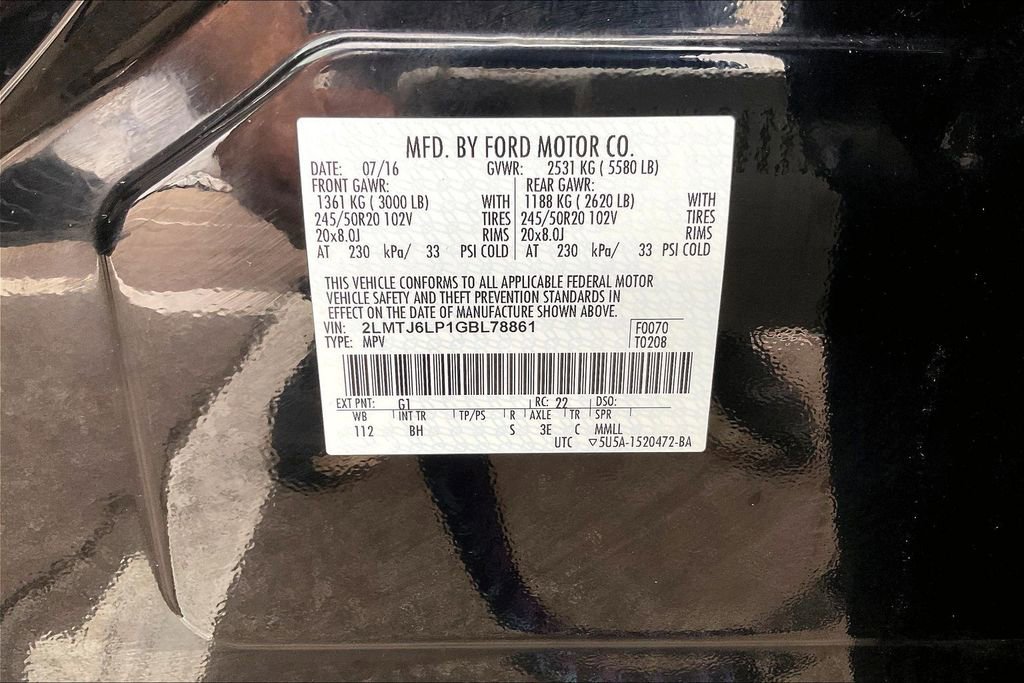 MFD. BY FORD MOTOR CO.
DATE: 07/16 GVWR: 2531 KG ( 5580 LB)
FRONT GAWR: REAR GAWR:
1361 KG ( 3000 LB) WITH 1188 KG ( 2620 LB) WITH
245/50R20 102V TIRES 245/50R20 102V TIRES
20x8.0J RIMS 20x8.0J RIMS
AT 230 kPa/ 33 PSI COLD AT 230 kPa/ 33 PSI COLD
THIS VEHICLE CONFORMS TO ALL APPLICABLE FEDERAL MOTOR
VEHICLE SAFETY AND THEFT PREVENTION STANDARDS IN
EFFECT ON THE DATE OF MANUFACTURE SHOWN ABOVE.
VIN: 2LMTJ6LP1GBL78861 F0070
TYPE: MPV T0208
EXT PNT: G1 RC: 22 DSO:
WB INT TR TP/PS R AXLE TR SPR
112 BH S 3E C MMLL
UTC ▽5U5A-1520472-BA